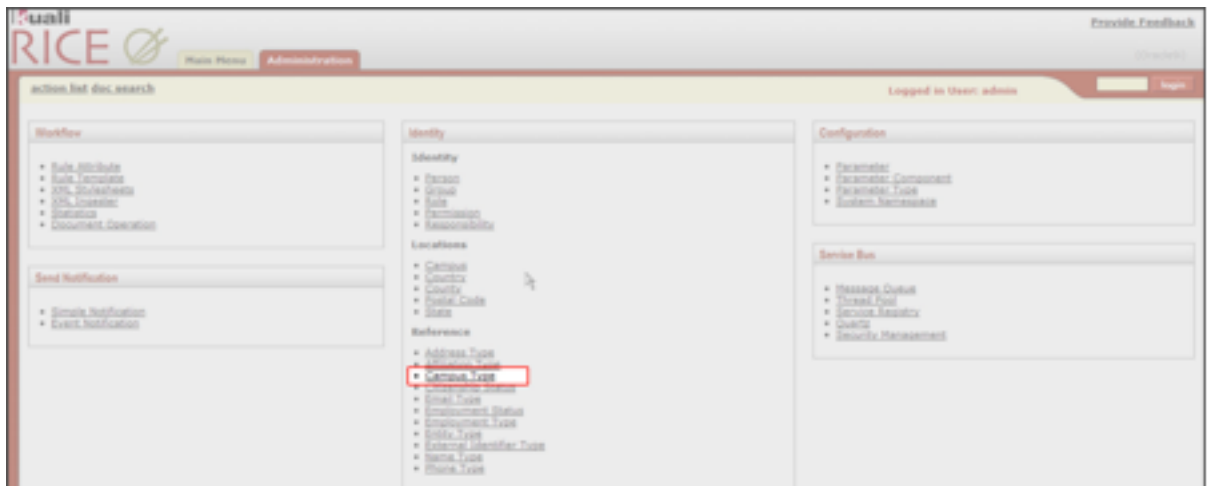 Kuali
RICE
Provide Feedback
Main Menu
Administration
action list doc search
Logged in User: admin
login
Workflow
Rule Attribute
Rule Template
XML Stylesheets
XML Ingester
Statistics
Document Operation
Send Notification
Simple Notification
Event Notification
Identity
Identity
Person
Group
Role
Permission
Responsibility
Locations
Campus
Country
County
Postal Code
State
Reference
Address Type
Affiliation Type
Campus Type
Citizenship Status
Email Type
Employment Status
Employment Type
Entity Type
External Identifier Type
Name Type
Phone Type
Configuration
Parameter
Parameter Component
Parameter Type
System Namespace
Service Bus
Message Queue
Thread Pool
Service Registry
Quartz
Security Management